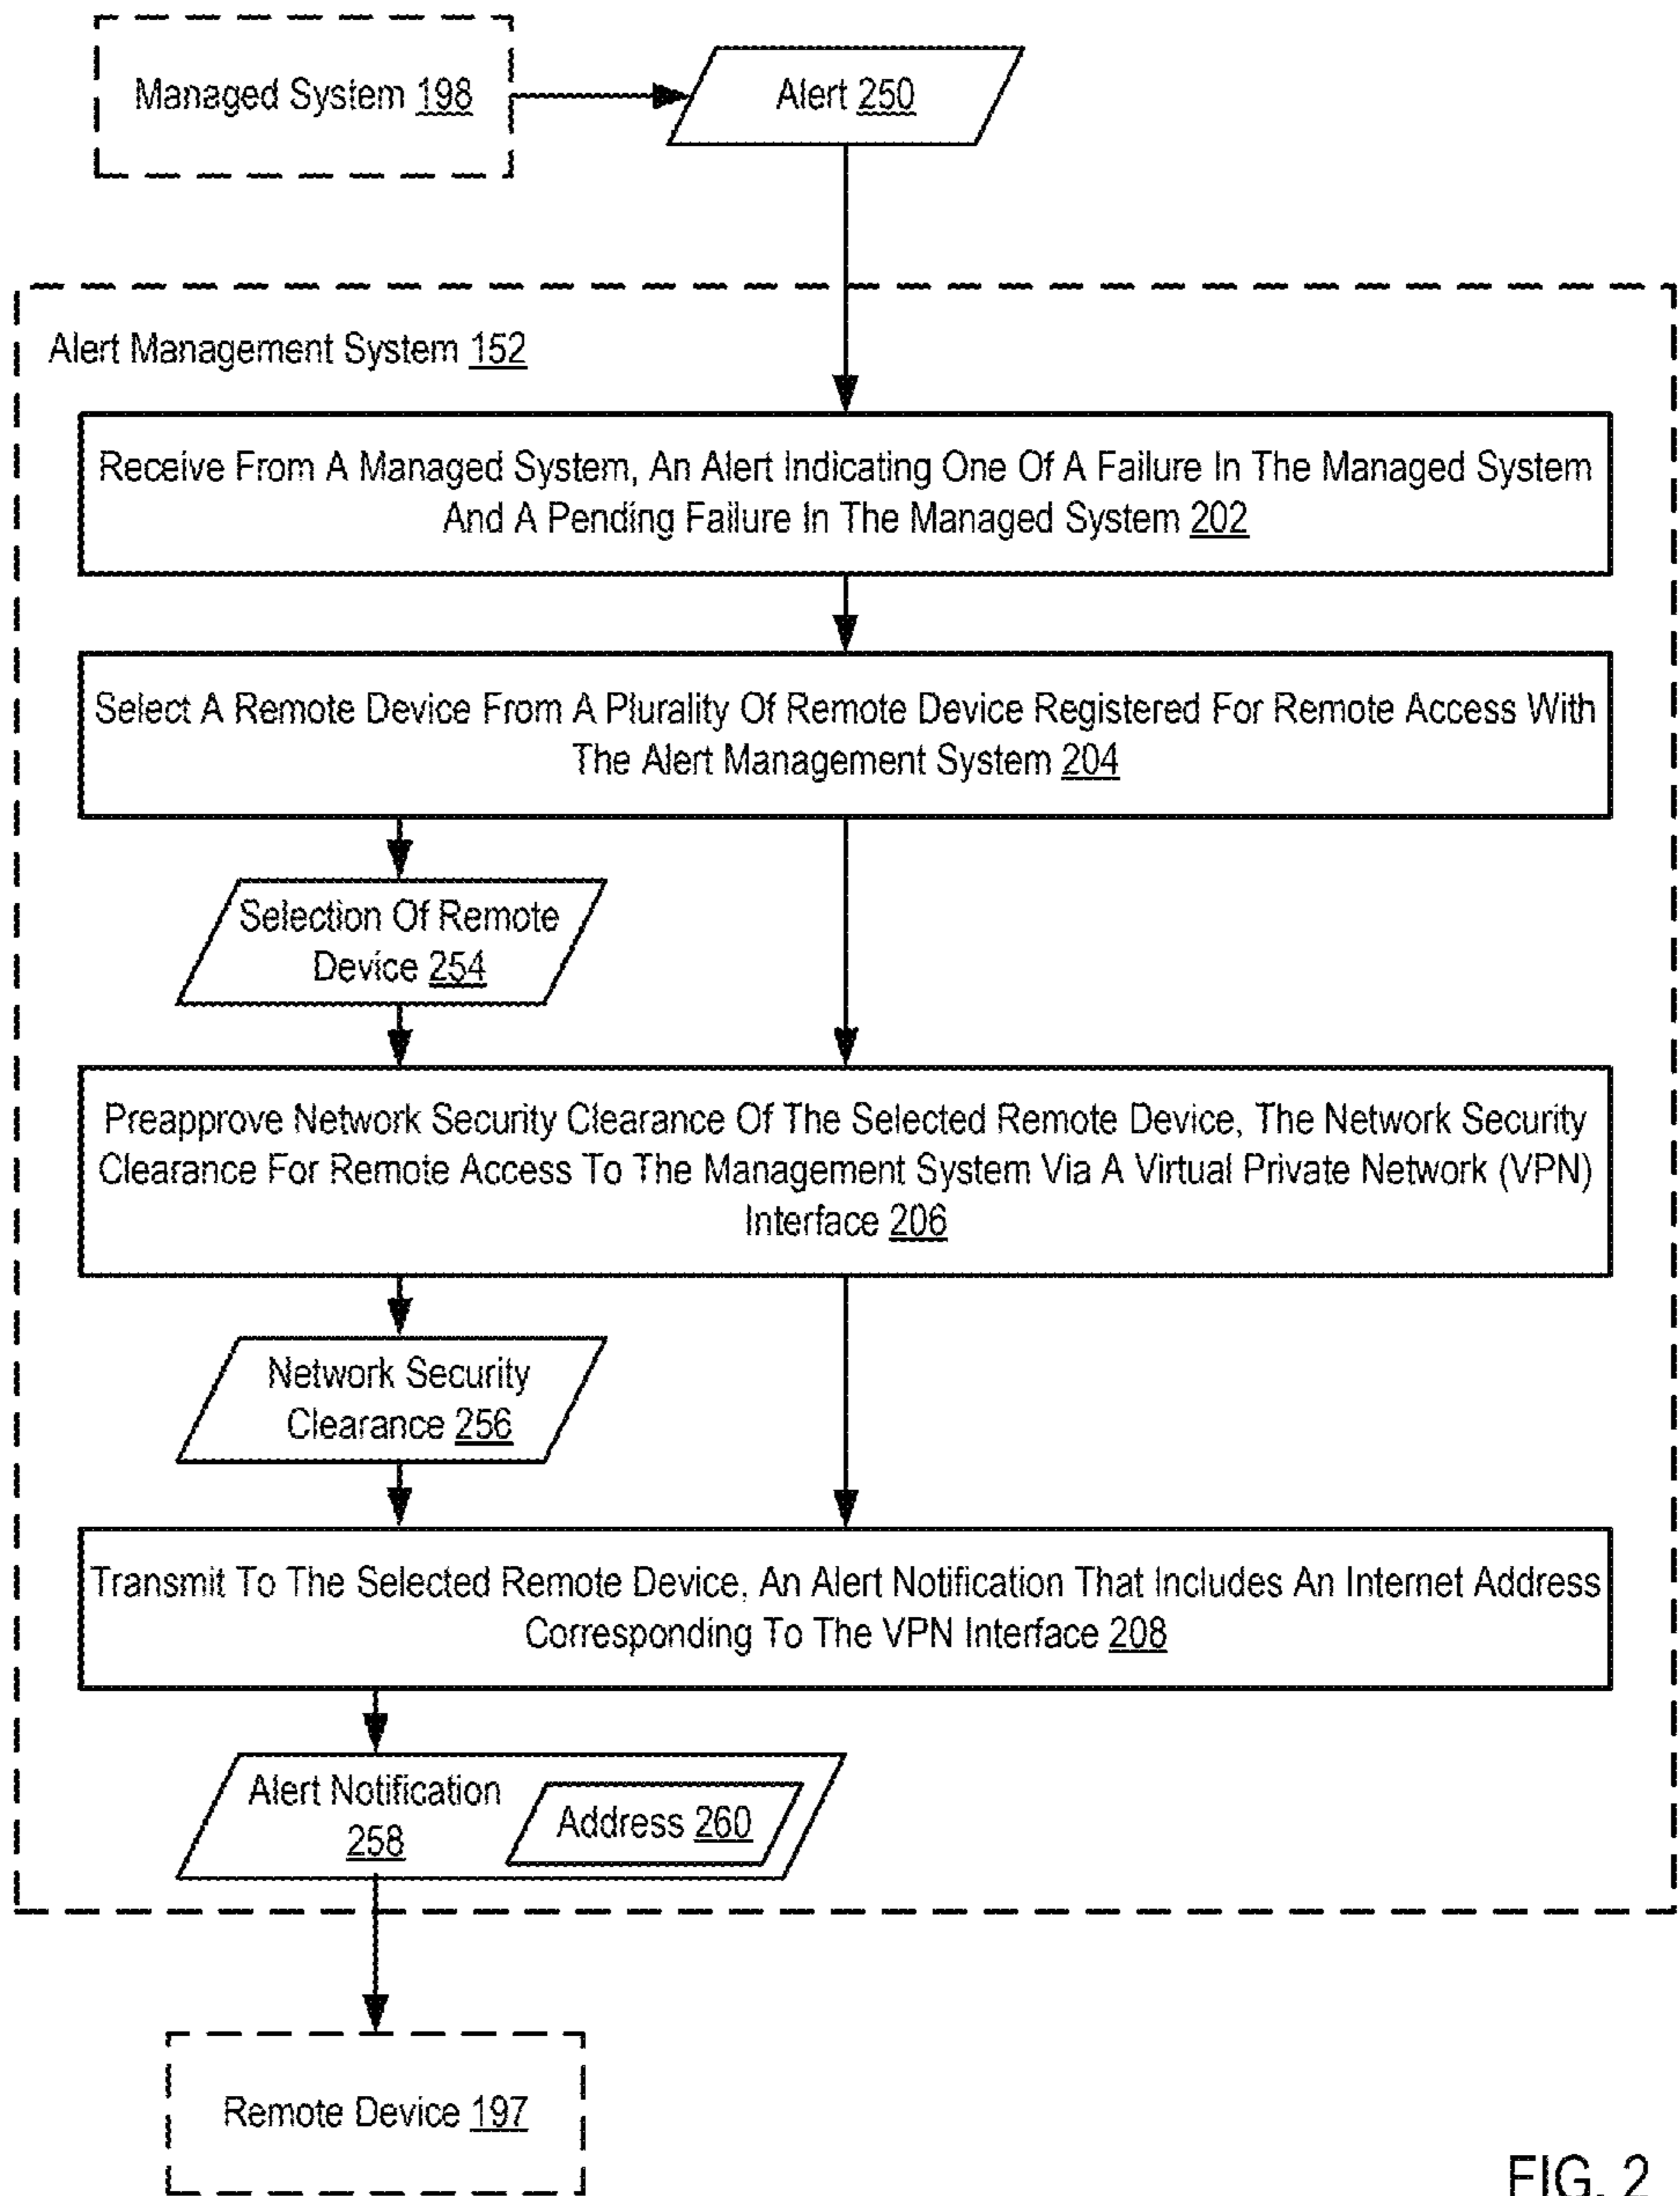 Managed System 198
Alert 250
Alert Management System 152
Receive From A Managed System, An Alert Indicating One Of A Failure In The Managed System
And A Pending Failure In The Managed System 202
Select A Remote Device From A Plurality Of Remote Device Registered For Remote Access With
The Alert Management System 204
Selection Of Remote
Device 254
Preapprove Network Security Clearance Of The Selected Remote Device, The Network Security
Clearance For Remote Access To The Management System Via A Virtual Private Network (VPN)
Interface 206
Network Security
Clearance 256
Transmit To The Selected Remote Device, An Alert Notification That Includes An Internet Address
Corresponding To The VPN Interface 208
Alert Notification
258
Address 260
Remote Device 197
FIG. 2